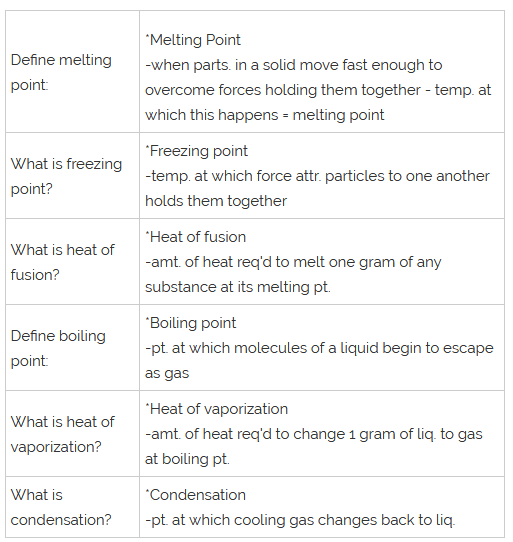 Define melting
point:
*Melting Point
-when parts. in a solid move fast enough to
overcome forces holding them together - temp. at
which this happens = melting point
What is freezing
point?
*Freezing point
-temp. at which force attr. particles to one another
holds them together
What is heat of
fusion?
*Heat of fusion
-amt. of heat req'd to melt one gram of any
substance at its melting pt.
Define boiling
point:
*Boiling point
-pt. at which molecules of a liquid begin to escape
as gas
What is heat of
vaporization?
*Heat of vaporization
-amt. of heat req'd to change 1 gram of liq. to gas
at boiling pt.
What is
condensation?
*Condensation
-pt. at which cooling gas changes back to liq.